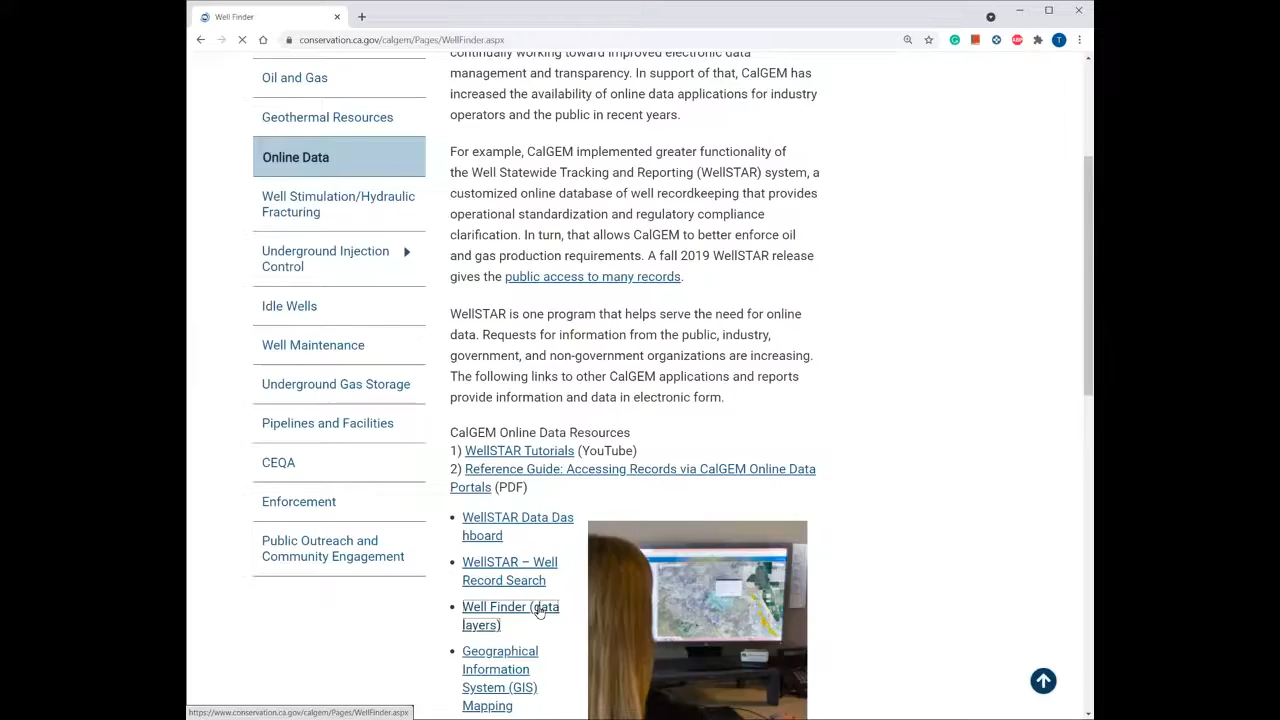 Well Finder
conservation.ca.gov/calgem/Pages/WellFinder.aspx
continually working toward improved electronic data
management and transparency. In support of that, CalGEM has
increased the availability of online data applications for industry
operators and the public in recent years.
For example, CalGEM implemented greater functionality of
the Well Statewide Tracking and Reporting (WellSTAR) system, a
customized online database of well recordkeeping that provides
operational standardization and regulatory compliance
clarification. In turn, that allows CalGEM to better enforce oil
and gas production requirements. A fall 2019 WellSTAR release
gives the public access to many records.
WellSTAR is one program that helps serve the need for online
data. Requests for information from the public, industry,
government, and non-government organizations are increasing.
The following links to other CalGEM applications and reports
provide information and data in electronic form.
CalGEM Online Data Resources
1) WellSTAR Tutorials (YouTube)
2) Reference Guide: Accessing Records via CalGEM Online Data
Portals (PDF)
• WellSTAR Data Das
hboard
• WellSTAR – Well
Record Search
• Well Finder (data
layers)
• Geographical
Information
System (GIS)
Mapping
Oil and Gas
Geothermal Resources
Online Data
Well Stimulation/Hydraulic
Fracturing
Underground Injection
Control
Idle Wells
Well Maintenance
Underground Gas Storage
Pipelines and Facilities
CEQA
Enforcement
Public Outreach and
Community Engagement
https://www.conservation.ca.gov/calgem/Pages/WellFinder.aspx
ABP
T